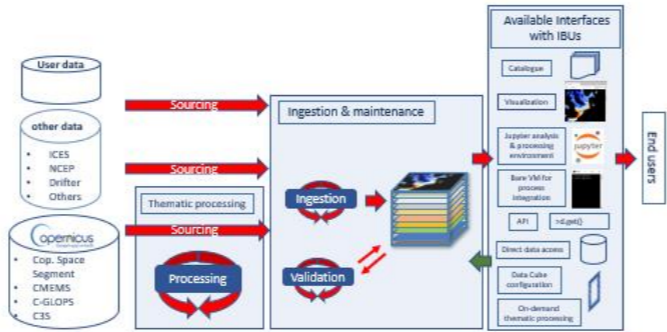 User data
other data
• ICES
• NCEP
• Drifter
• Others
opernicus
• Cop. Space
Segment
• CMEMS
• C-GLOPS
• C3S
Sourcing
Sourcing
Sourcing
Thematic processing
Processing
Ingestion & maintenance
Ingestion
Validation
Available Interfaces
with IBUs
Catalogue
Visualization
Jupyter analysis
& processing
environment
jupyter
Bare VM for
process
integration
API
Direct data access
Data Cube
configuration
On-demand
thematic processing
End users